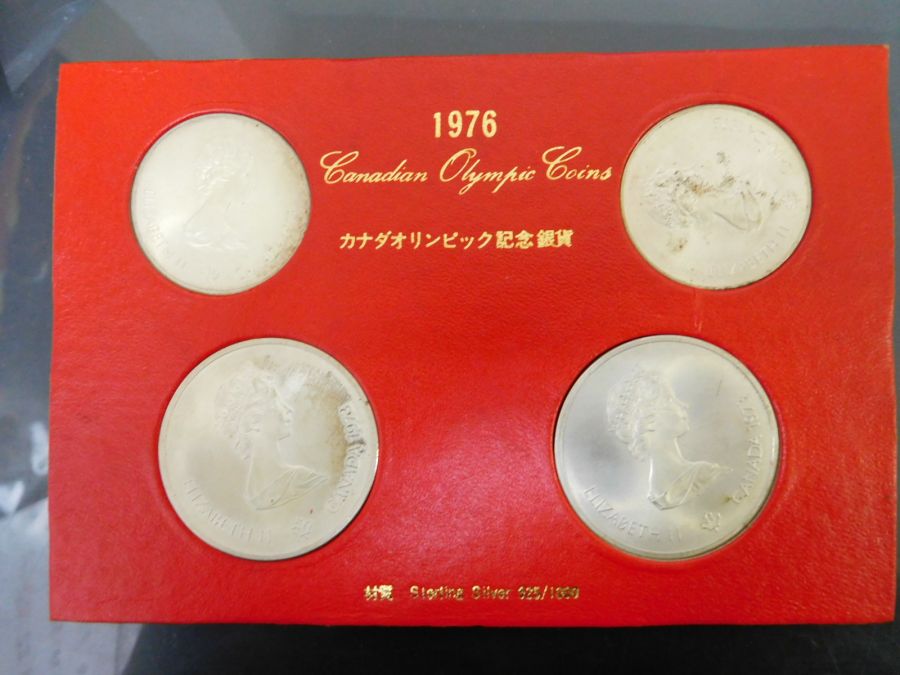 1976
Canadian Olympic Coins
カナダオリンピック記念銀貨
ELIZABETH II
ELIZABETH II
ELIZABETH II CANADA 1973
ELIZABETH II CANADA 1973
材質 Sterling Silver 925/1000